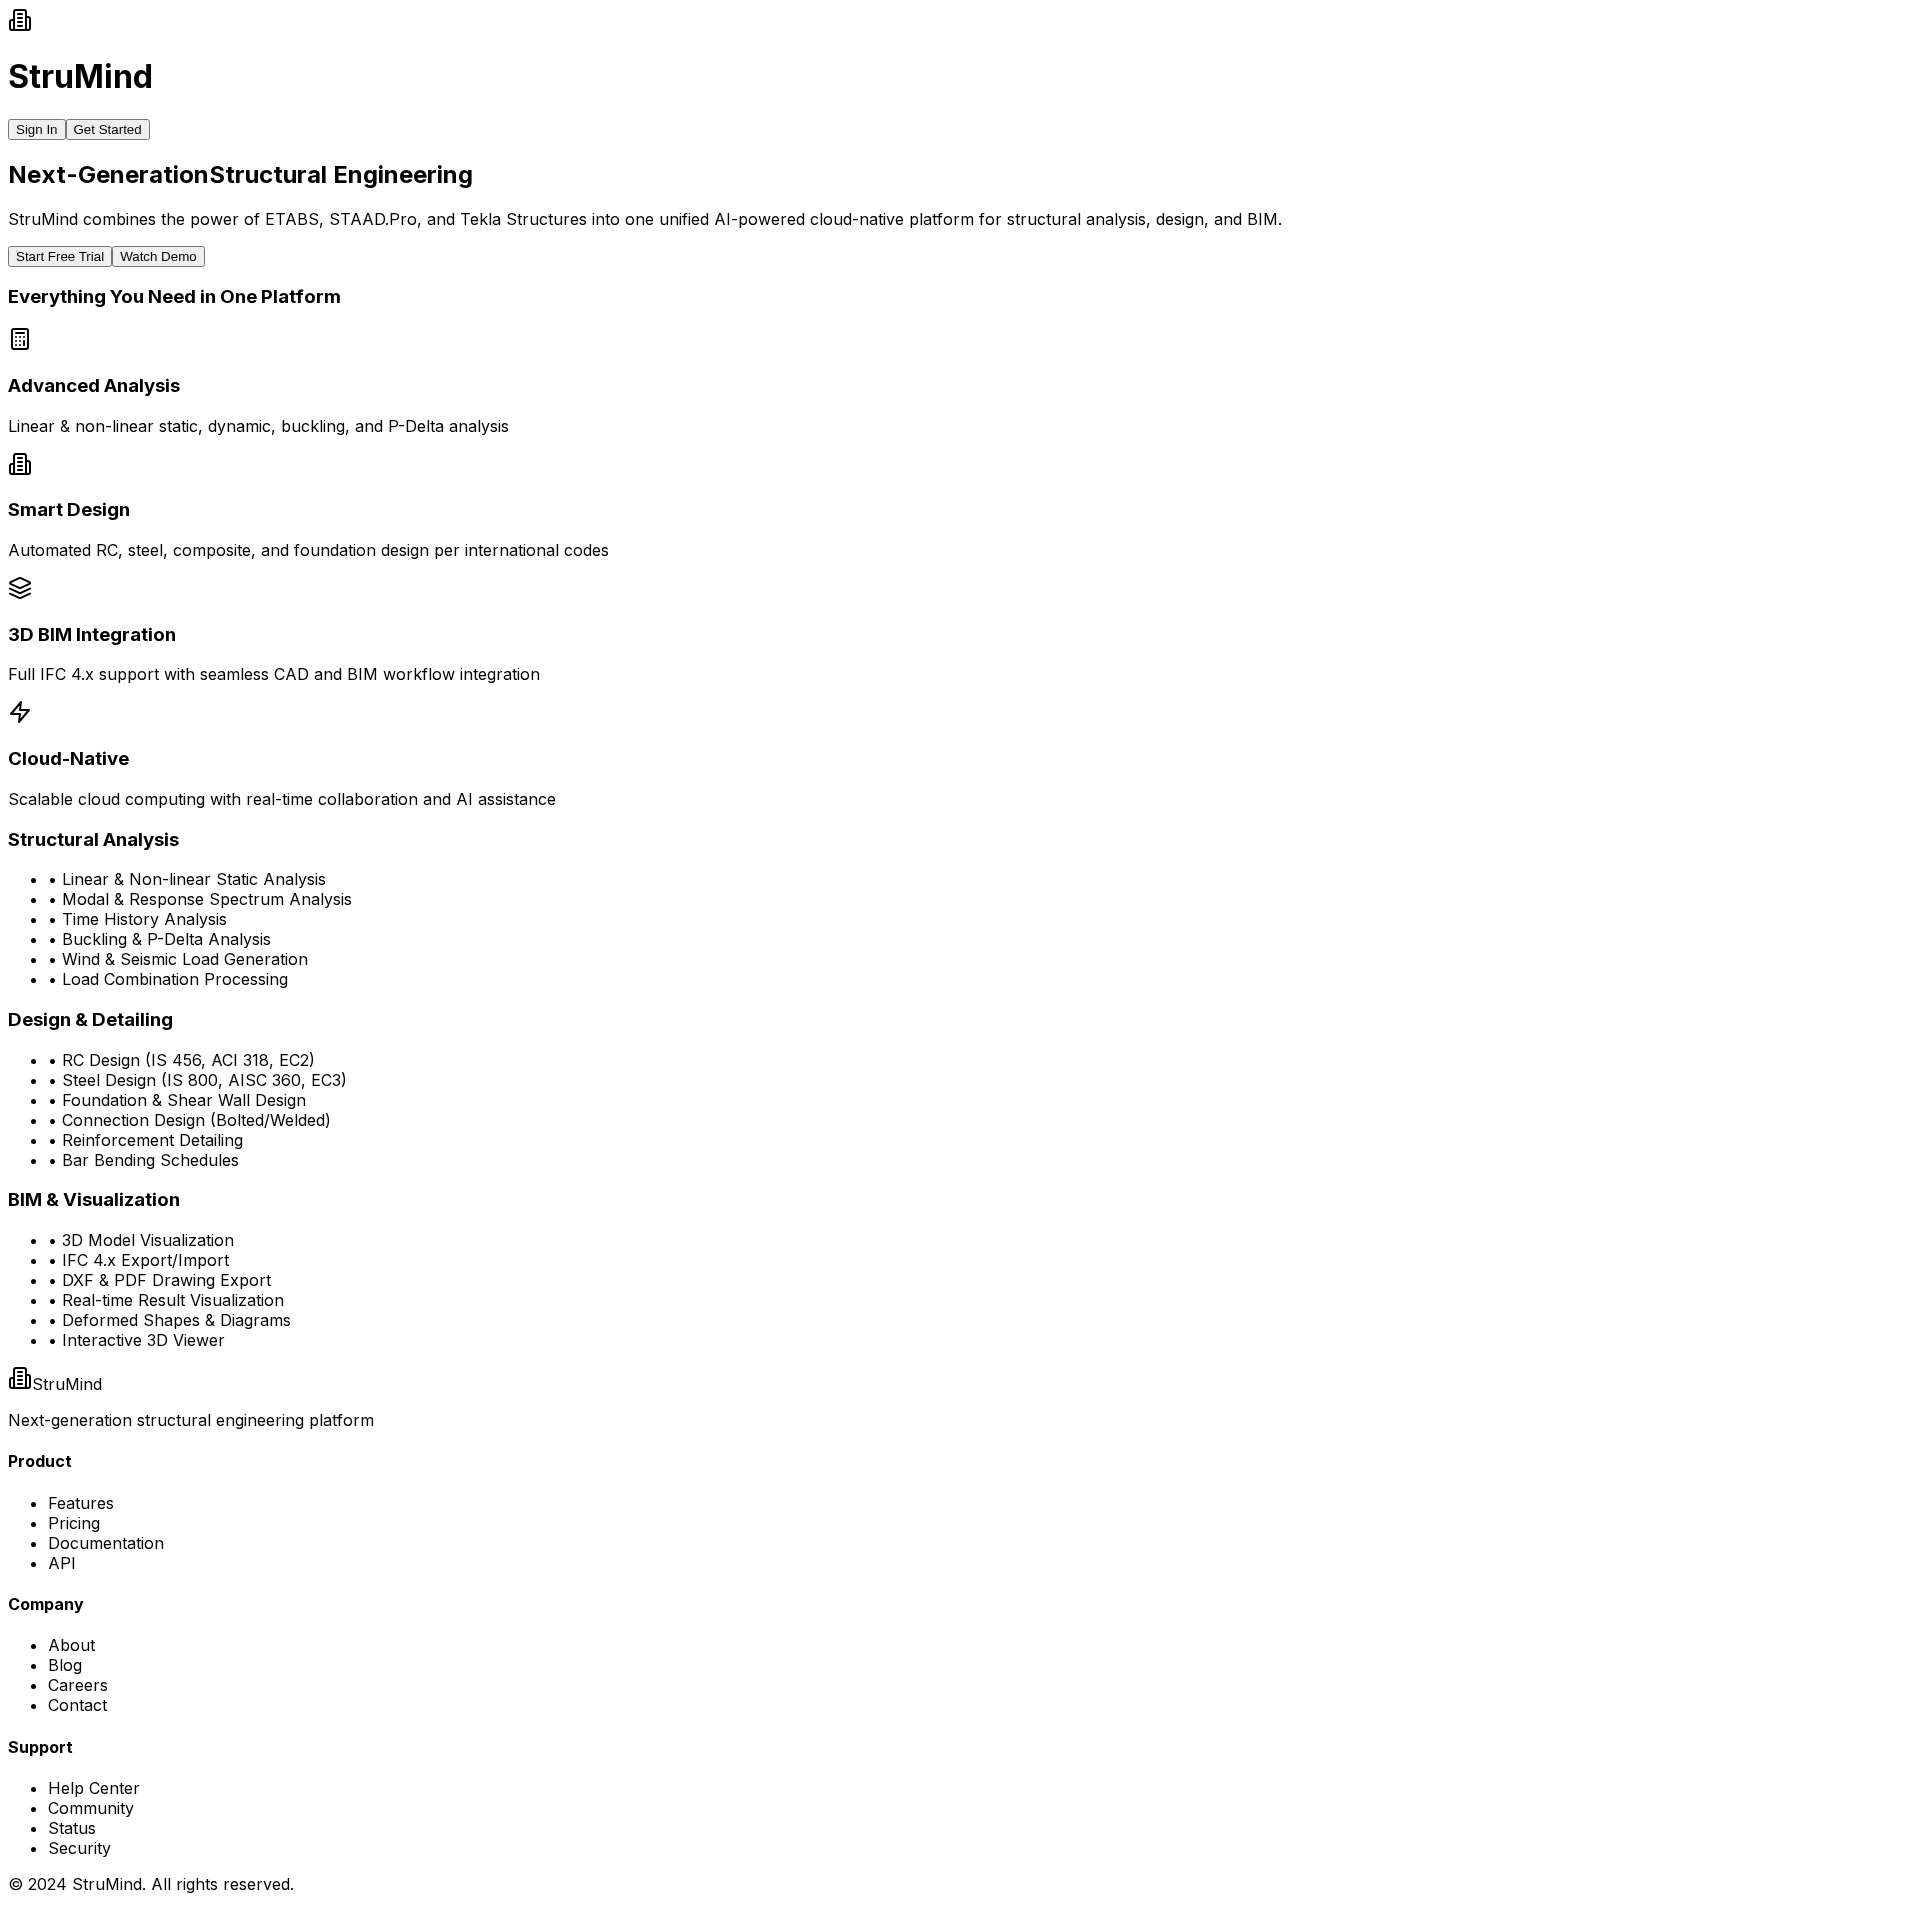 StruMind
Sign In Get Started
Next-GenerationStructural Engineering
StruMind combines the power of ETABS, STAAD.Pro, and Tekla Structures into one unified AI-powered cloud-native platform for structural analysis, design, and BIM.
Start Free Trial Watch Demo
Everything You Need in One Platform
Advanced Analysis
Linear & non-linear static, dynamic, buckling, and P-Delta analysis
Smart Design
Automated RC, steel, composite, and foundation design per international codes
3D BIM Integration
Full IFC 4.x support with seamless CAD and BIM workflow integration
Cloud-Native
Scalable cloud computing with real-time collaboration and AI assistance
Structural Analysis
• • Linear & Non-linear Static Analysis
• • Modal & Response Spectrum Analysis
• • Time History Analysis
• • Buckling & P-Delta Analysis
• • Wind & Seismic Load Generation
• • Load Combination Processing
Design & Detailing
• • RC Design (IS 456, ACI 318, EC2)
• • Steel Design (IS 800, AISC 360, EC3)
• • Foundation & Shear Wall Design
• • Connection Design (Bolted/Welded)
• • Reinforcement Detailing
• • Bar Bending Schedules
BIM & Visualization
• • 3D Model Visualization
• • IFC 4.x Export/Import
• • DXF & PDF Drawing Export
• • Real-time Result Visualization
• • Deformed Shapes & Diagrams
• • Interactive 3D Viewer
StruMind
Next-generation structural engineering platform
Product
• Features
• Pricing
• Documentation
• API
Company
• About
• Blog
• Careers
• Contact
Support
• Help Center
• Community
• Status
• Security
© 2024 StruMind. All rights reserved.